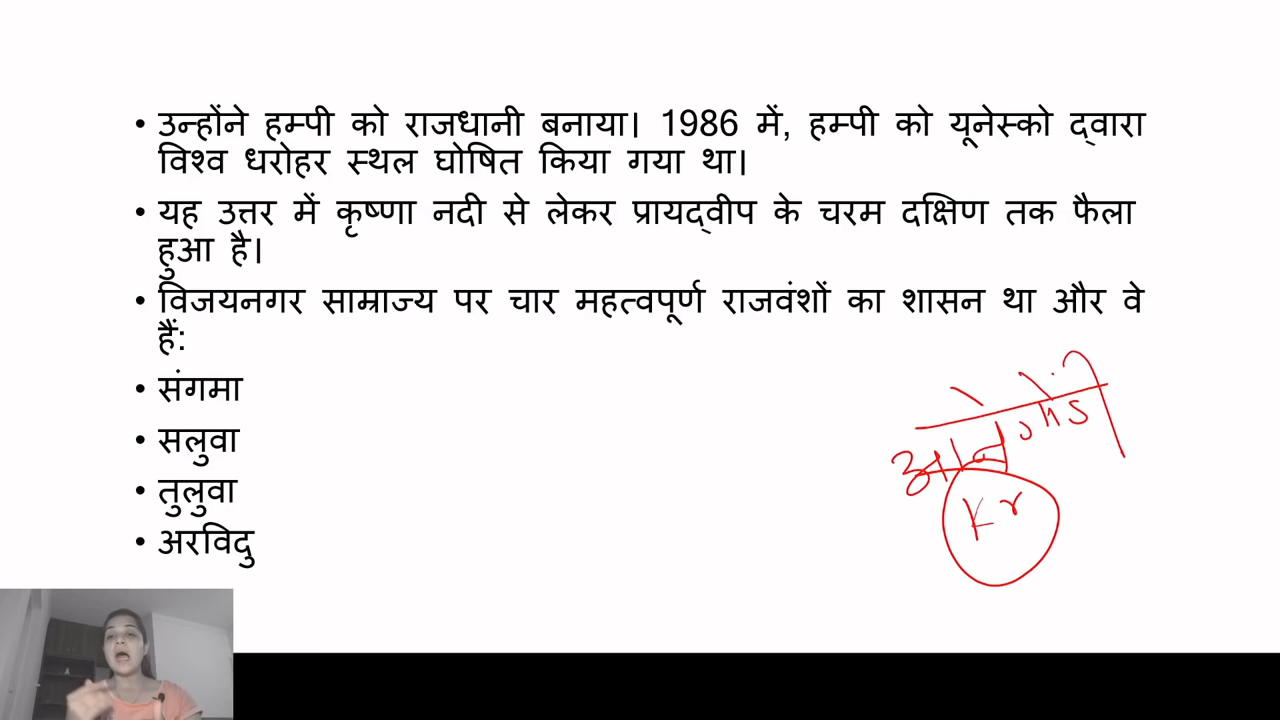 • उन्होंने हम्पी को राजधानी बनाया। 1986 में, हम्पी को यूनेस्को द्वारा
विश्व धरोहर स्थल घोषित किया गया था।
• यह उत्तर में कृष्णा नदी से लेकर प्रायद्वीप के चरम दक्षिण तक फैला
हुआ है।
• विजयनगर साम्राज्य पर चार महत्वपूर्ण राजवंशों का शासन था और वे
हैं:
• संगमा
• सलुवा
• तुलुवा
• अरविदु
Kr